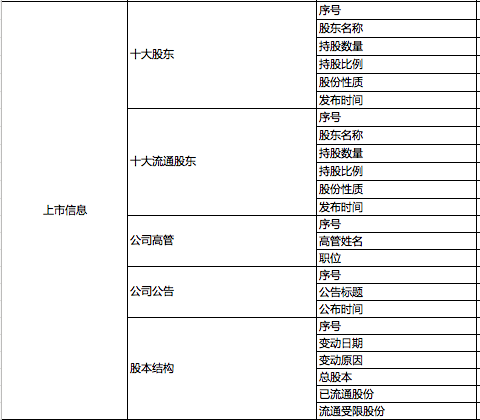 上市信息
十大股东
序号
股东名称
持股数量
持股比例
股份性质
发布时间
十大流通股东
序号
股东名称
持股数量
持股比例
股份性质
发布时间
公司高管
序号
高管姓名
职位
公司公告
序号
公告标题
公布时间
股本结构
序号
变动日期
变动原因
总股本
已流通股份
流通受限股份